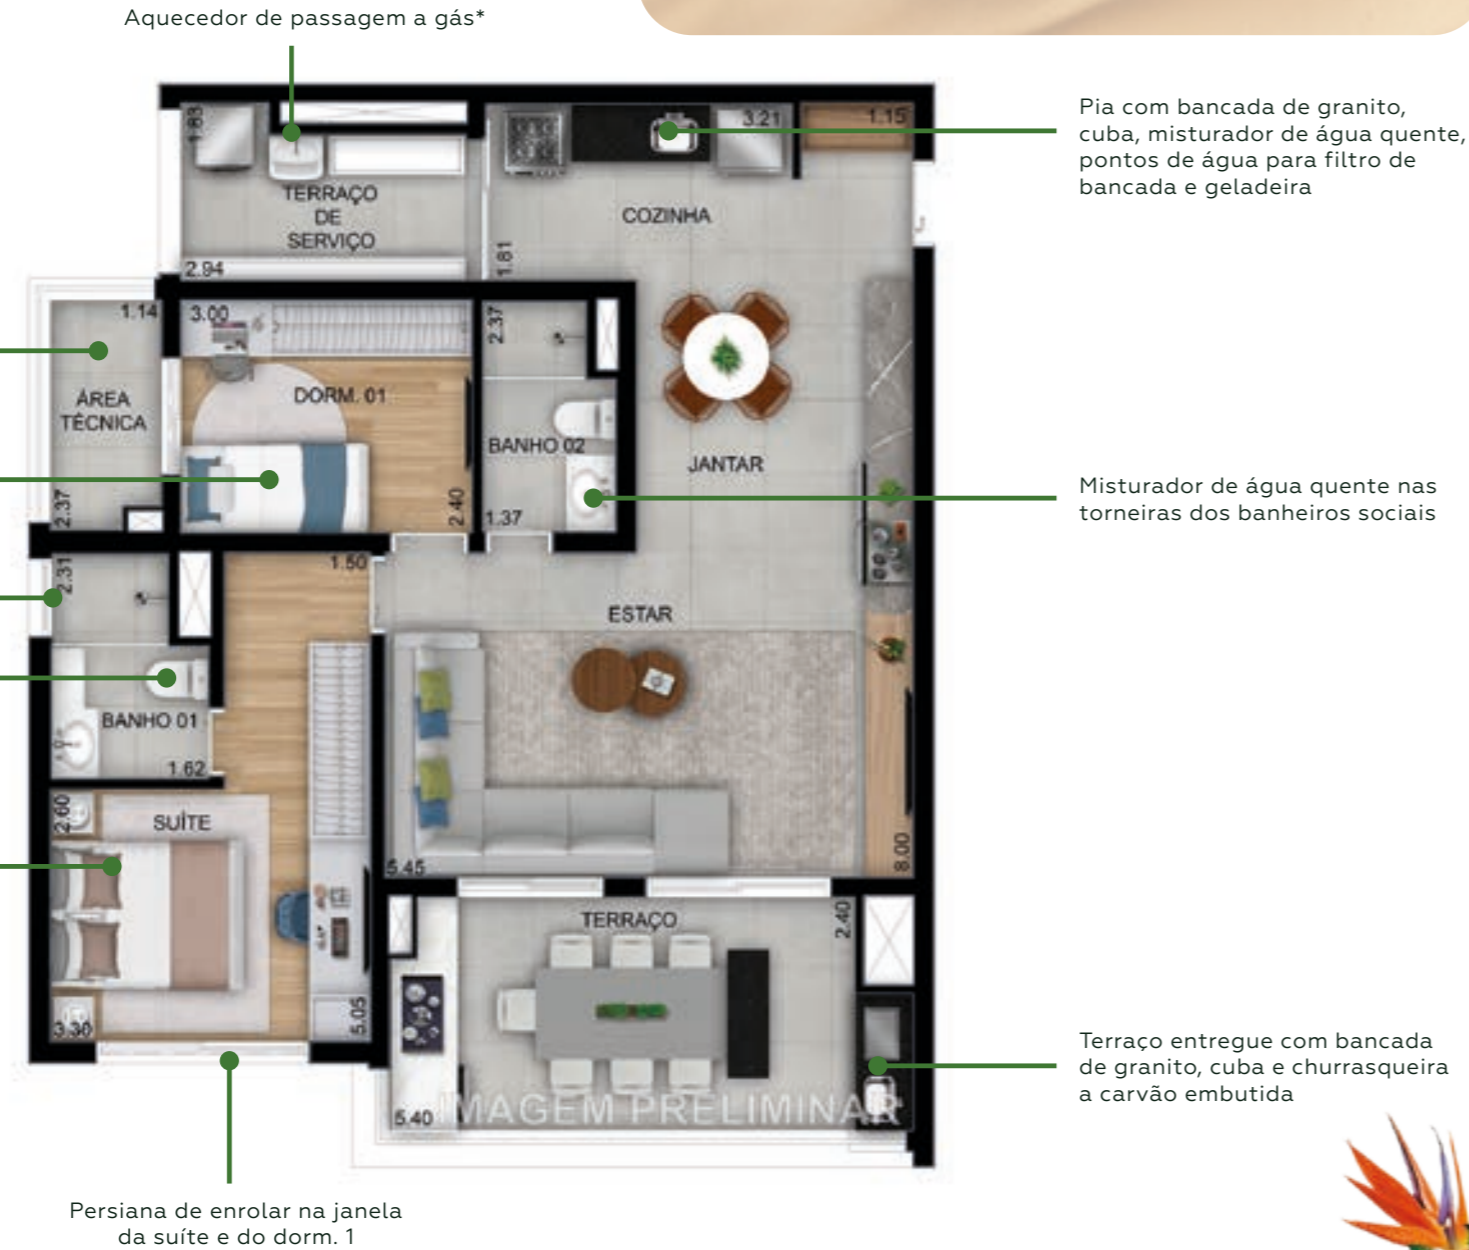 Aquecedor de passagem a gás*
Pia com bancada de granito,
cuba, misturador de água quente,
pontos de água para filtro de
bancada e geladeira
1.83
3.21
1.15
TERRAÇO
DE
SERVIÇO
COZINHA
2.94
1.81
1.14
3.00
2.37
DORM. 01
ÁREA
TÉCNICA
BANHO 02
JANTAR
2.37
2.40
1.37
Misturador de água quente nas
torneiras dos banheiros sociais
2.31
1.50
ESTAR
BANHO 01
1.62
2.60
SUÍTE
5.45
8.00
TERRAÇO
2.40
3.30
5.05
5.40
IMAGEM PRELIMINAR
Terraço entregue com bancada
de granito, cuba e churrasqueira
a carvão embutida
Persiana de enrolar na janela
da suíte e do dorm. 1